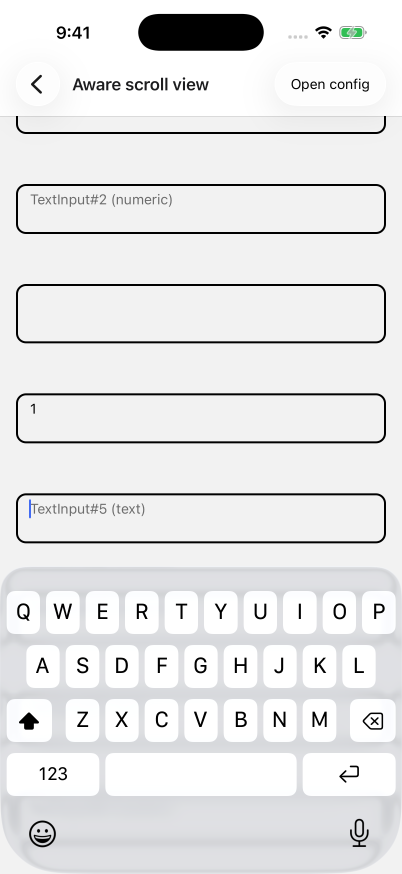 9:41
Aware scroll view
Open config
TextInput#2 (numeric)
1
TextInput#5 (text)
Q W E R T Y U I O P
A S D F G H J K L
Z X C V B N M
123